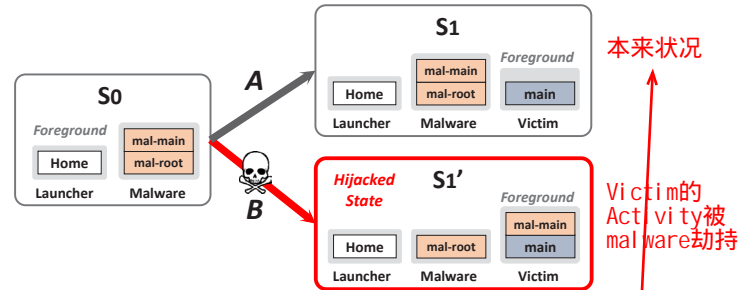 S0
Foreground
Home
mal-main
mal-root
Launcher
Malware
A
B
S1
Foreground
Home
mal-main
mal-root
main
Launcher
Malware
Victim
本来状况
Hijacked
State
S1’
Foreground
Home
mal-root
mal-main
main
Launcher
Malware
Victim
Victim的
Activity被
malware劫持